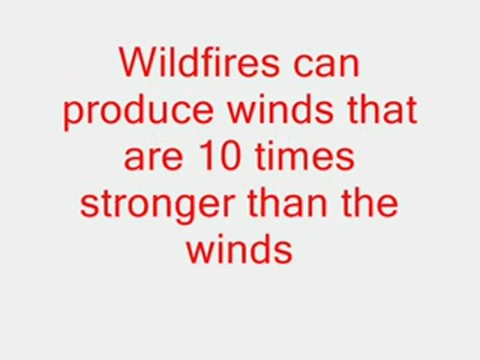 Wildfires can
produce winds that
are 10 times
stronger than the
winds